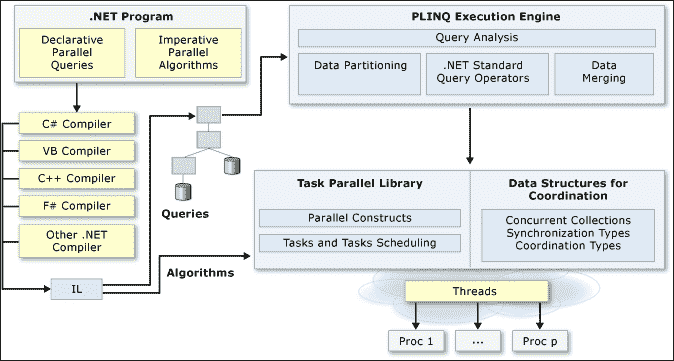 .NET Program
Declarative
Parallel
Queries
Imperative
Parallel
Algorithms
C# Compiler
VB Compiler
C++ Compiler
F# Compiler
Other .NET
Compiler
IL
Queries
Algorithms
PLINQ Execution Engine
Query Analysis
Data Partitioning
.NET Standard
Query Operators
Data
Merging
Task Parallel Library
Parallel Constructs
Tasks and Tasks Scheduling
Data Structures for
Coordination
Concurrent Collections
Synchronization Types
Coordination Types
Threads
Proc 1
...
Proc p